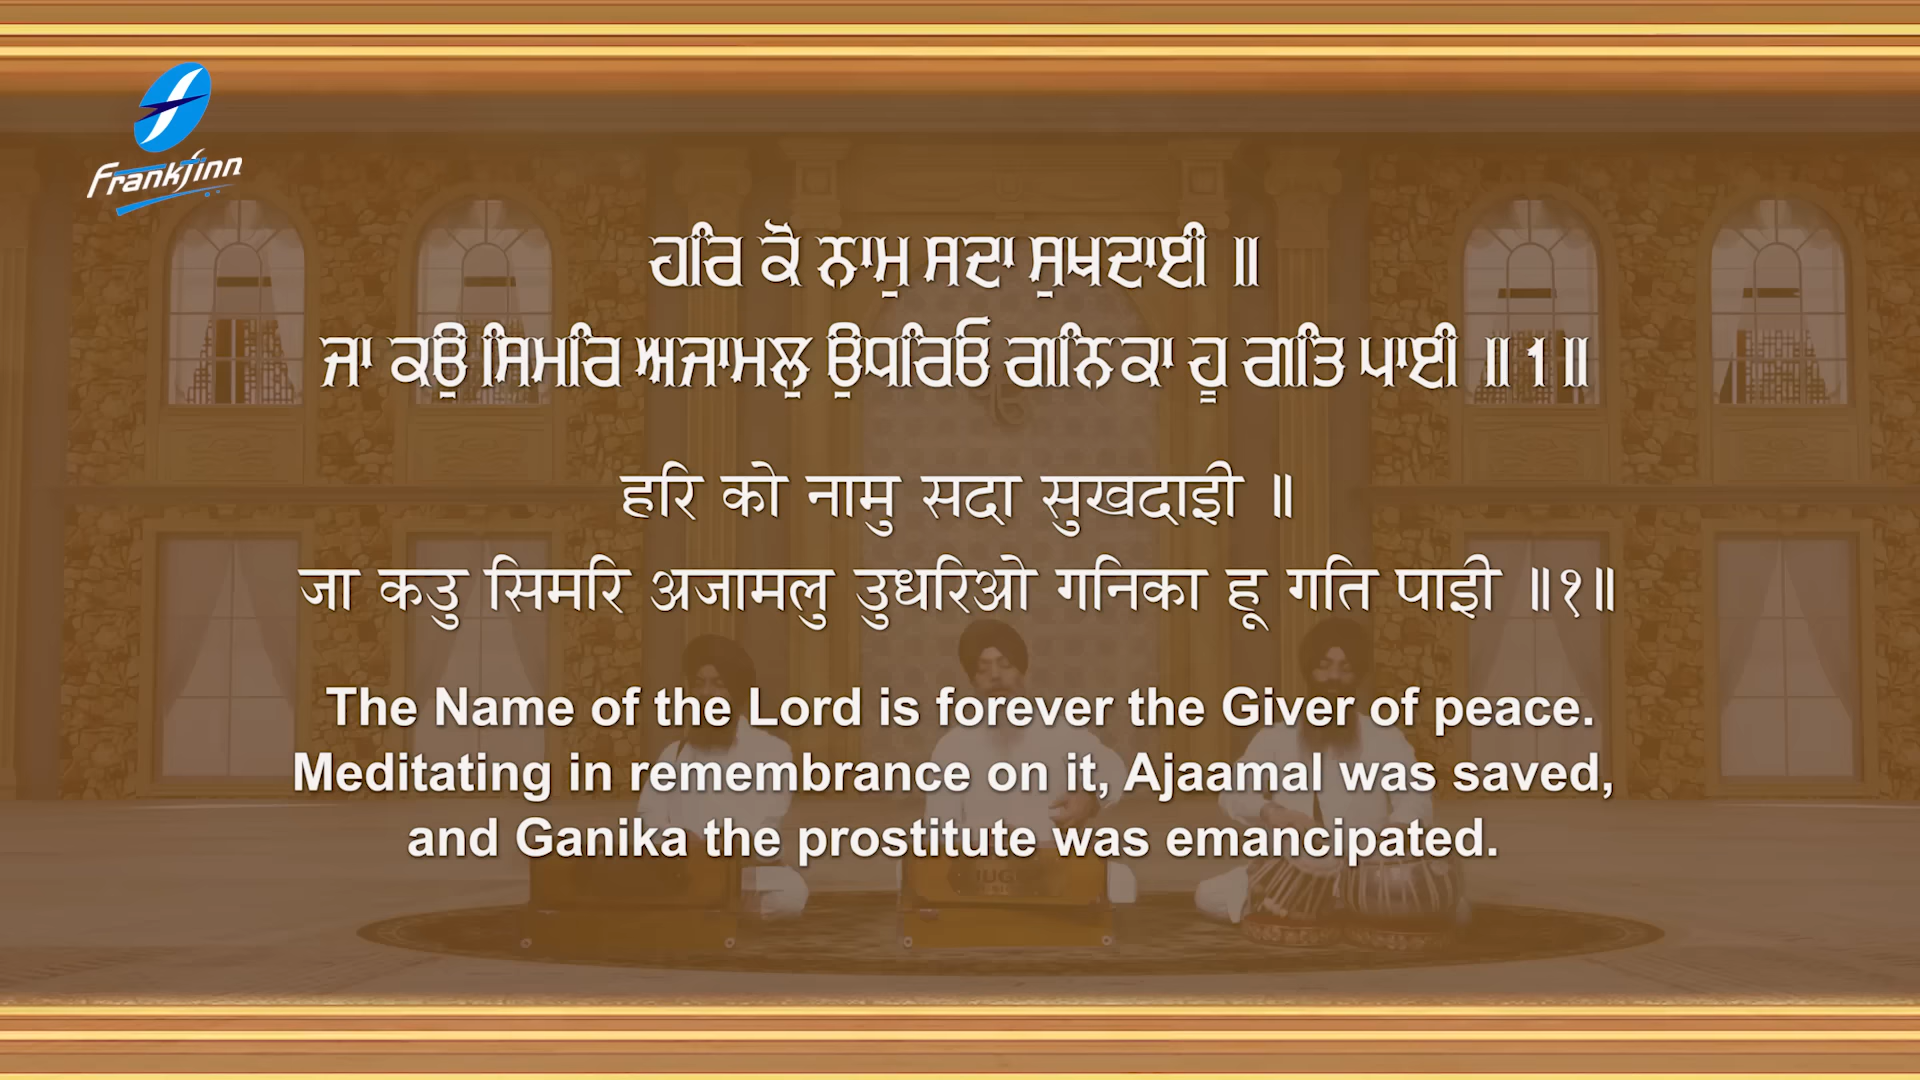 Frankfinn
ਹਰਿ ਕੋ ਨਾਮੁ ਸਦਾ ਸੁਖਦਾਈ ॥
ਜਾ ਕਉ ਸਿਮਰਿ ਅਜਾਮਲੁ ਉਧਰਿਓ ਗਨਿਕਾ ਹੂ ਗਤਿ ਪਾਈ ॥1॥
हरि को नामु सदा सुखदाई ॥
जा कउु सिमरि अजामलु उुधरिओ गनिका हू गति पाई ॥१॥
The Name of the Lord is forever the Giver of peace.
Meditating in remembrance on it, Ajaamal was saved,
and Ganika the prostitute was emancipated.